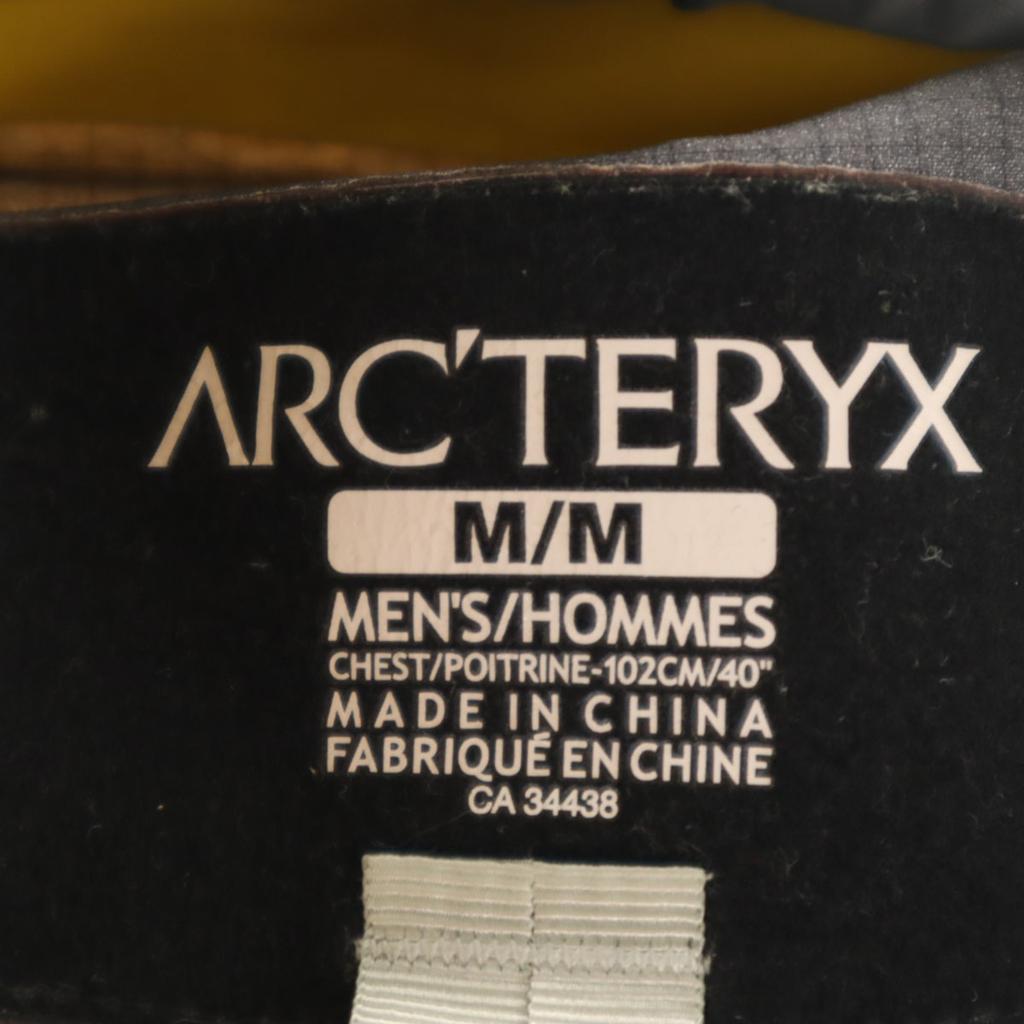 ARC'TERYX
M/M
MEN'S/HOMMES
CHEST/POITRINE-102CM/40"
MADE IN CHINA
FABRIQUÉ EN CHINE
CA 34438